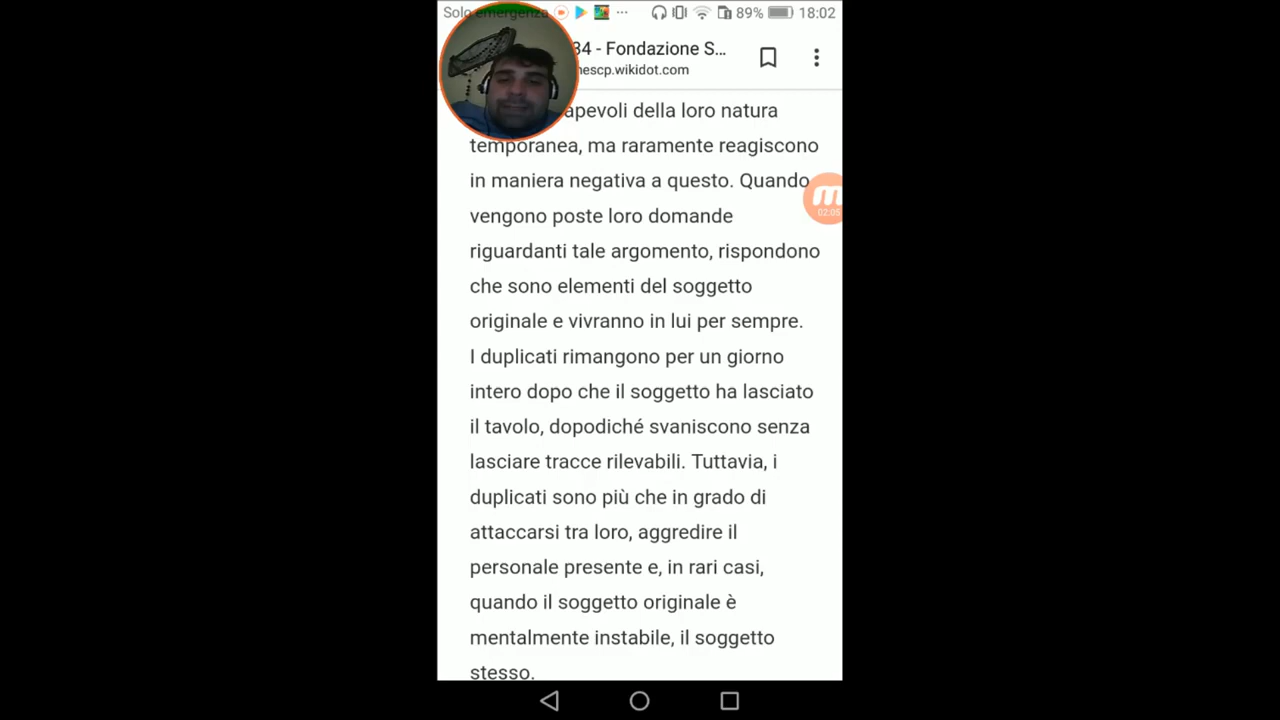 Solo emergenza
89%
18:02
34 - Fondazione S...
escp.wikidot.com
apevoli della loro natura
temporanea, ma raramente reagiscono
in maniera negativa a questo. Quando
vengono poste loro domande
riguardanti tale argomento, rispondono
che sono elementi del soggetto
originale e vivranno in lui per sempre.
I duplicati rimangono per un giorno
intero dopo che il soggetto ha lasciato
il tavolo, dopodiché svaniscono senza
lasciare tracce rilevabili. Tuttavia, i
duplicati sono più che in grado di
attaccarsi tra loro, aggredire il
personale presente e, in rari casi,
quando il soggetto originale è
mentalmente instabile, il soggetto
stesso.
m
02:05